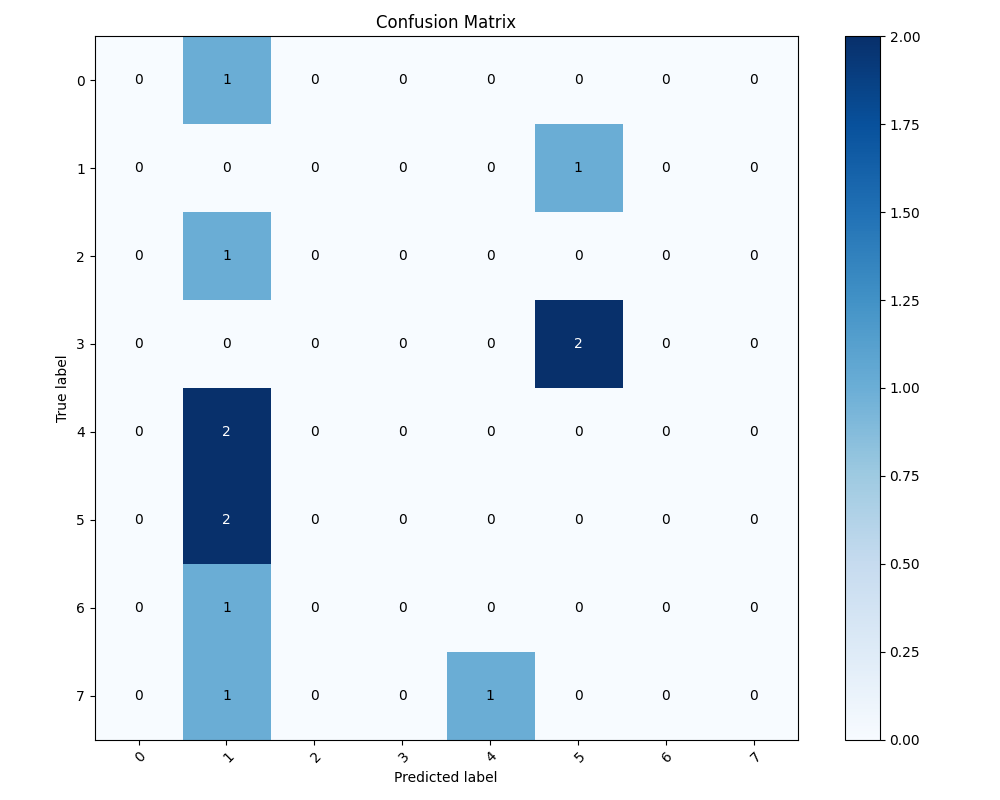 Confusion Matrix
0 0 1 0 0 0 0 0 0
1 0 0 0 0 0 1 0 0
2 0 1 0 0 0 0 0 0
3 0 0 0 0 0 2 0 0
4 0 2 0 0 0 0 0 0
5 0 2 0 0 0 0 0 0
6 0 1 0 0 0 0 0 0
7 0 1 0 0 1 0 0 0
0 1 2 3 4 5 6 7
True label
Predicted label
2.00
1.75
1.50
1.25
1.00
0.75
0.50
0.25
0.00